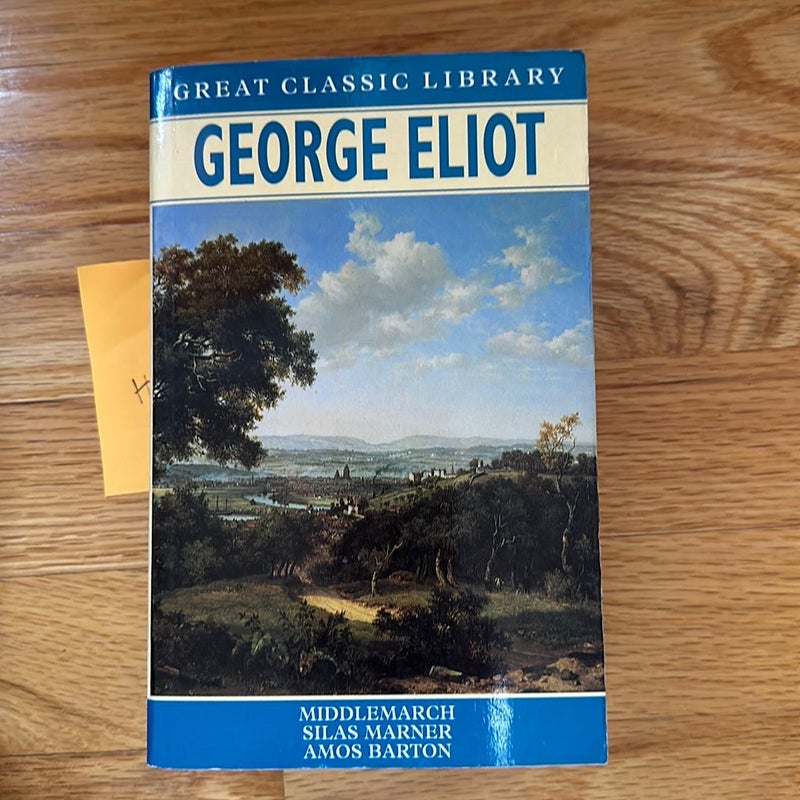 GREAT CLASSIC LIBRARY
GEORGE ELIOT
H
MIDDLEMARCH
SILAS MARNER
AMOS BARTON